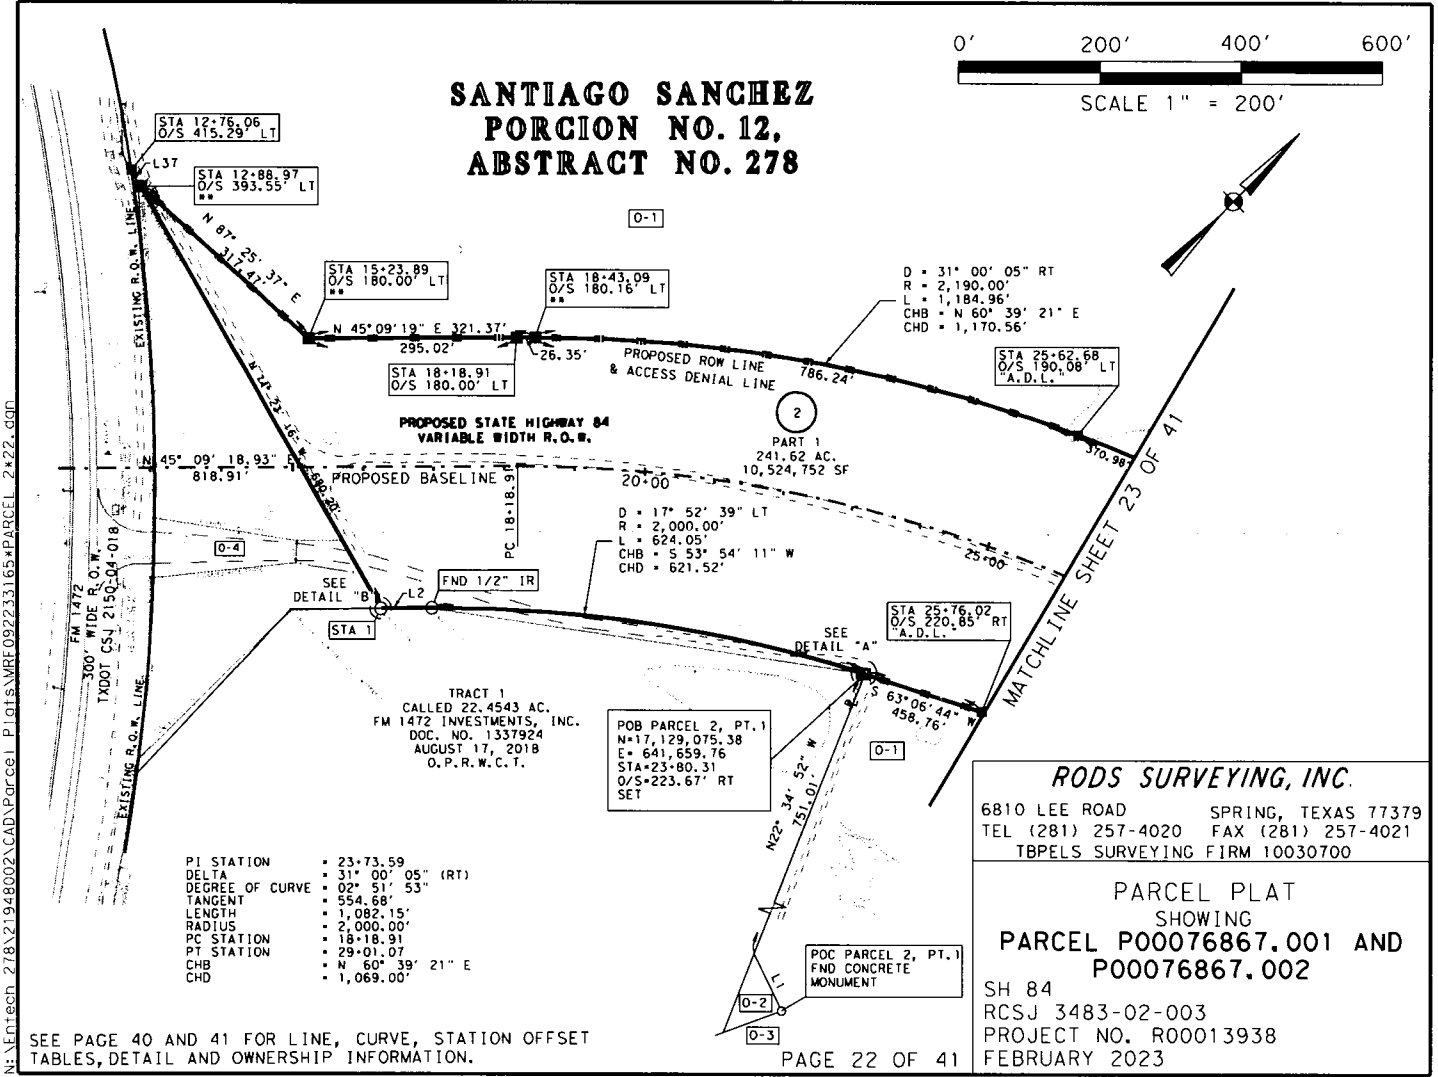 0' 200' 400' 600'
SCALE 1" = 200'
SANTIAGO SANCHEZ
PORCION NO. 12,
ABSTRACT NO. 278
STA 12+76.06
O/S 415.29' LT
L37
STA 12+88.97
O/S 393.55' LT
**
O-1
N 87° 25' 37" E
317.47'
STA 15+23.89
O/S 180.00' LT
**
STA 18+43.09
O/S 180.16' LT
**
D = 31° 00' 05" RT
R = 2,190.00'
L = 1,184.96'
CHB = N 60° 39' 21" E
CHD = 1,170.56'
N 45°09'19" E 321.37'
295.02'
26.35'
STA 18+18.91
O/S 180.00' LT
PROPOSED ROW LINE
& ACCESS DENIAL LINE
786.24'
STA 25+62.68
O/S 190.08' LT
"A.D.L."
370.98'
EXISTING R.O.W. LINE
PROPOSED STATE HIGHWAY 84
VARIABLE WIDTH R.O.W.
2
PART 1
241.62 AC.
10,524,752 SF
N 45° 09' 18.93" E
818.91'
PROPOSED BASELINE
680.20'
PC 18+18.91
20+00
25+00
D = 17° 52' 39" LT
R = 2,000.00'
L = 624.05'
CHB = S 53° 54' 11" W
CHD = 621.52'
MATCHLINE SHEET 23 OF 41
O-4
FM 1472
300' WIDE R.O.W.
TXDOT CSJ 2150-04-018
SEE
DETAIL "B"
L2
FND 1/2" IR
STA 1
STA 25+76.02
O/S 220.85' RT
"A.D.L."
SEE
DETAIL "A"
S 63°06'44" W
458.76'
EXISTING R.O.W. LINE
TRACT 1
CALLED 22.4543 AC.
FM 1472 INVESTMENTS, INC.
DOC. NO. 1337924
AUGUST 17, 2018
O.P.R.W.C.T.
POB PARCEL 2, PT.1
N=17,129,075.38
E= 641,659.76
STA=23+80.31
O/S=223.67' RT
SET
O-1
N22° 34' 52" W
751.01'
PI STATION = 23+73.59
DELTA = 31° 00' 05" (RT)
DEGREE OF CURVE = 02° 51' 53"
TANGENT = 554.68'
LENGTH = 1,082.15'
RADIUS = 2,000.00'
PC STATION = 18+18.91
PT STATION = 29+01.07
CHB = N 60° 39' 21" E
CHD = 1,069.00'
POC PARCEL 2, PT.1
FND CONCRETE
MONUMENT
L1
O-2
O-3
RODS SURVEYING, INC.
6810 LEE ROAD SPRING, TEXAS 77379
TEL (281) 257-4020 FAX (281) 257-4021
TBPELS SURVEYING FIRM 10030700
PARCEL PLAT
SHOWING
PARCEL P00076867.001 AND
P00076867.002
SH 84
RCSJ 3483-02-003
PROJECT NO. R00013938
FEBRUARY 2023
SEE PAGE 40 AND 41 FOR LINE, CURVE, STATION OFFSET
TABLES, DETAIL AND OWNERSHIP INFORMATION.
PAGE 22 OF 41
N:\Entech 278\21948002\CAD\Parcel Plats\MRF092233165*PARCEL 2*22.dgn